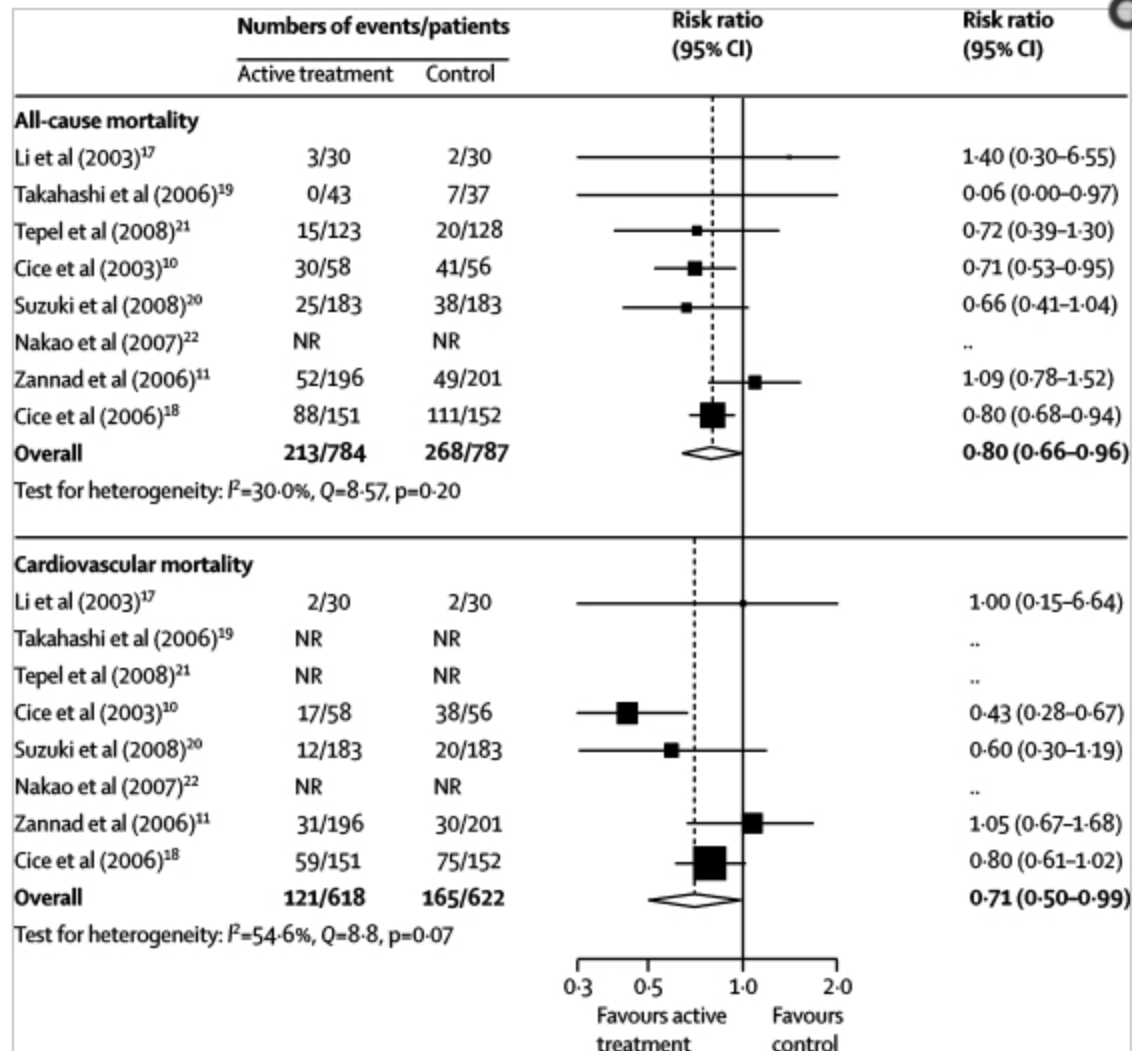 Numbers of events/patients Risk ratio (95% CI) Risk ratio (95% CI)
Active treatment Control
All-cause mortality
Li et al (2003)17 3/30 2/30 1·40 (0·30–6·55)
Takahashi et al (2006)19 0/43 7/37 0·06 (0·00–0·97)
Tepel et al (2008)21 15/123 20/128 0·72 (0·39–1·30)
Cice et al (2003)10 30/58 41/56 0·71 (0·53–0·95)
Suzuki et al (2008)20 25/183 38/183 0·66 (0·41–1·04)
Nakao et al (2007)22 NR NR ..
Zannad et al (2006)11 52/196 49/201 1·09 (0·78–1·52)
Cice et al (2006)18 88/151 111/152 0·80 (0·68–0·94)
Overall 213/784 268/787 0·80 (0·66–0·96)
Test for heterogeneity: I²=30·0%, Q=8·57, p=0·20
Cardiovascular mortality
Li et al (2003)17 2/30 2/30 1·00 (0·15–6·64)
Takahashi et al (2006)19 NR NR ..
Tepel et al (2008)21 NR NR ..
Cice et al (2003)10 17/58 38/56 0·43 (0·28–0·67)
Suzuki et al (2008)20 12/183 20/183 0·60 (0·30–1·19)
Nakao et al (2007)22 NR NR ..
Zannad et al (2006)11 31/196 30/201 1·05 (0·67–1·68)
Cice et al (2006)18 59/151 75/152 0·80 (0·61–1·02)
Overall 121/618 165/622 0·71 (0·50–0·99)
Test for heterogeneity: I²=54·6%, Q=8·8, p=0·07
0·3 0·5 1·0 2·0
Favours active treatment Favours control